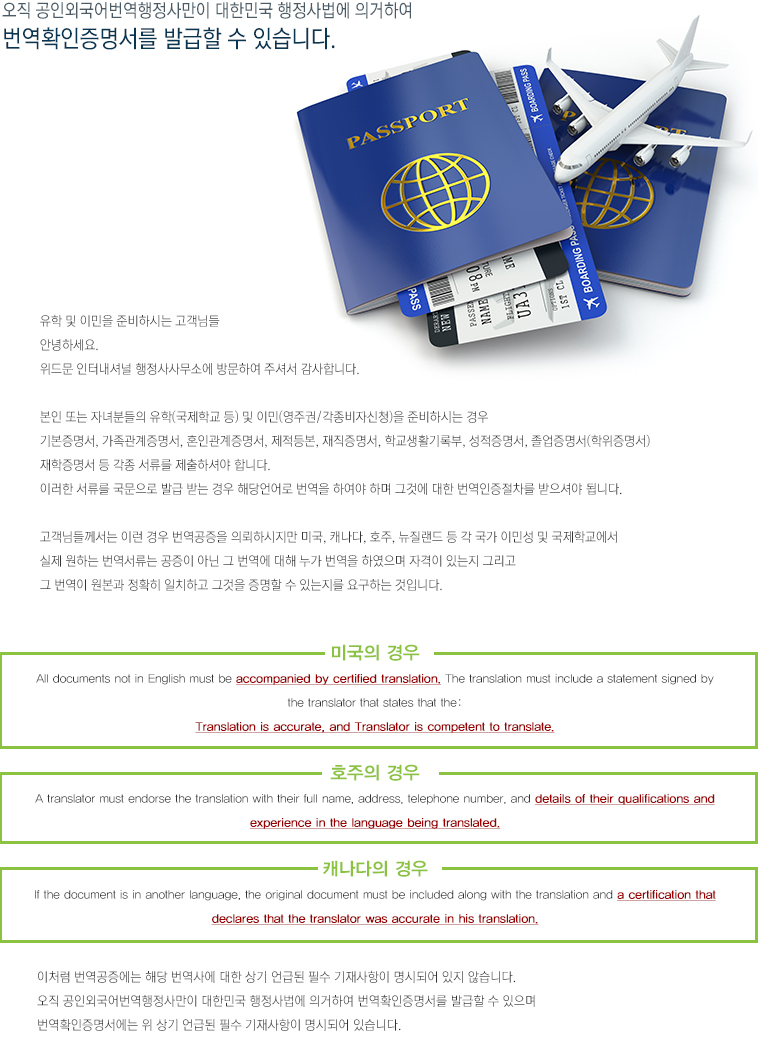 오직 공인외국어번역행정사만이 대한민국 행정사법에 의거하여
번역확인증명서를 발급할 수 있습니다.
PASSPORT
BOARDING PASS
BOARDING PASS
PASS
유학 및 이민을 준비하시는 고객님들
안녕하세요.
위드문 인터내셔널 행정사사무소에 방문하여 주셔서 감사합니다.
본인 또는 자녀분들의 유학(국제학교 등) 및 이민(영주권/각종비자신청)을 준비하시는 경우
기본증명서, 가족관계증명서, 혼인관계증명서, 제적등본, 재직증명서, 학교생활기록부, 성적증명서, 졸업증명서(학위증명서)
재학증명서 등 각종 서류를 제출하셔야 합니다.
이러한 서류를 국문으로 발급 받는 경우 해당언어로 번역을 하여야 하며 그것에 대한 번역인증절차를 받으셔야 됩니다.
고객님들께서는 이런 경우 번역공증을 의뢰하시지만 미국, 캐나다, 호주, 뉴질랜드 등 각 국가 이민성 및 국제학교에서
실제 원하는 번역서류는 공증이 아닌 그 번역에 대해 누가 번역을 하였으며 자격이 있는지 그리고
그 번역이 원본과 정확히 일치하고 그것을 증명할 수 있는지를 요구하는 것입니다.
미국의 경우
All documents not in English must be accompanied by certified translation. The translation must include a statement signed by
the translator that states that the:
Translation is accurate, and Translator is competent to translate.
호주의 경우
A translator must endorse the translation with their full name, address, telephone number, and details of their qualifications and
experience in the language being translated.
캐나다의 경우
If the document is in another language, the original document must be included along with the translation and a certification that
declares that the translator was accurate in his translation.
이처럼 번역공증에는 해당 번역사에 대한 상기 언급된 필수 기재사항이 명시되어 있지 않습니다.
오직 공인외국어번역행정사만이 대한민국 행정사법에 의거하여 번역확인증명서를 발급할 수 있으며
번역확인증명서에는 위 상기 언급된 필수 기재사항이 명시되어 있습니다.